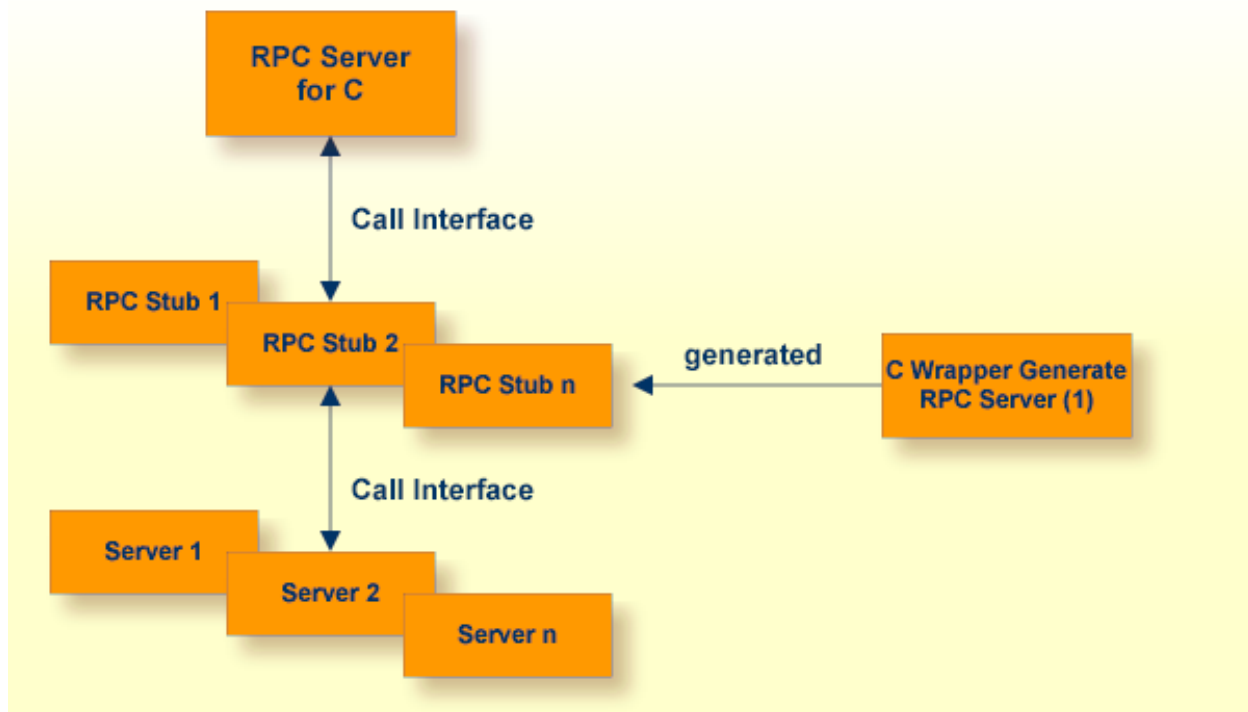 RPC Server
for C
Call Interface
RPC Stub 1
RPC Stub 2
RPC Stub n
generated
C Wrapper Generate
RPC Server (1)
Call Interface
Server 1
Server 2
Server n